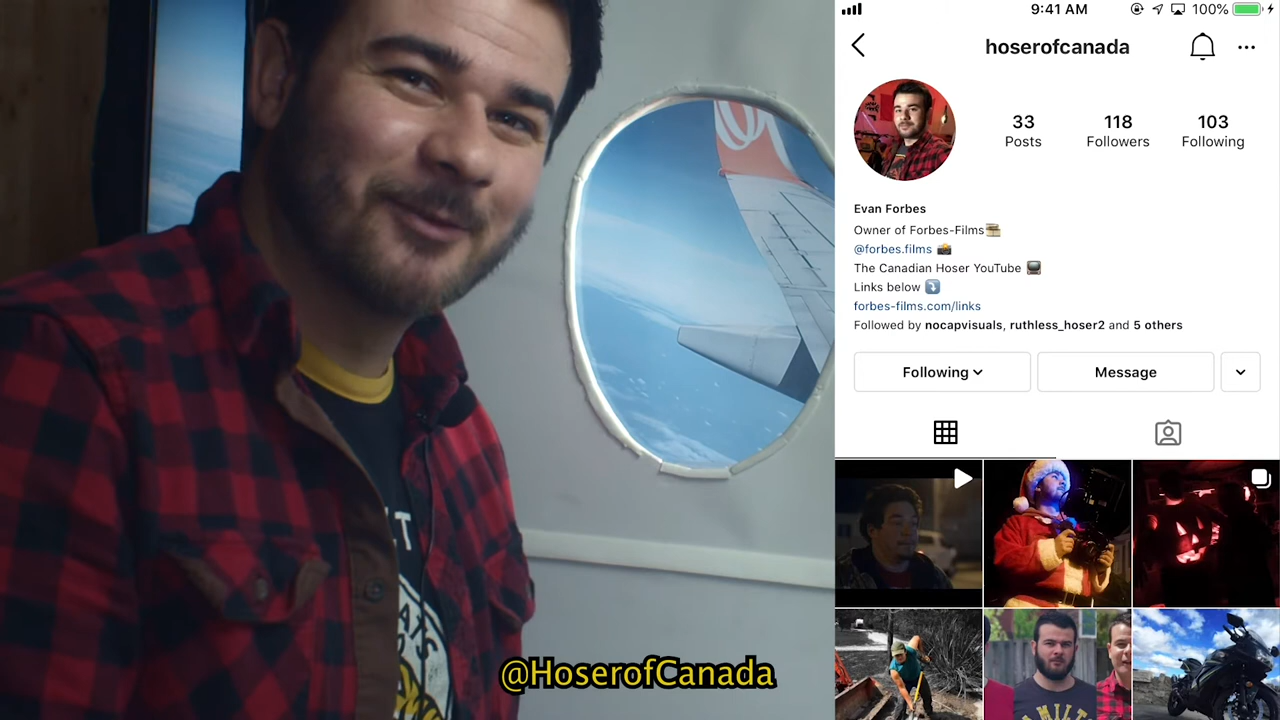 9:41 AM
100%
hoserofcanada
33
Posts
118
Followers
103
Following
Evan Forbes
Owner of Forbes-Films
@forbes.films
The Canadian Hoser YouTube
Links below
forbes-films.com/links
Followed by nocapvisuals, ruthless_hoser2 and 5 others
Following
Message
@HoserofCanada